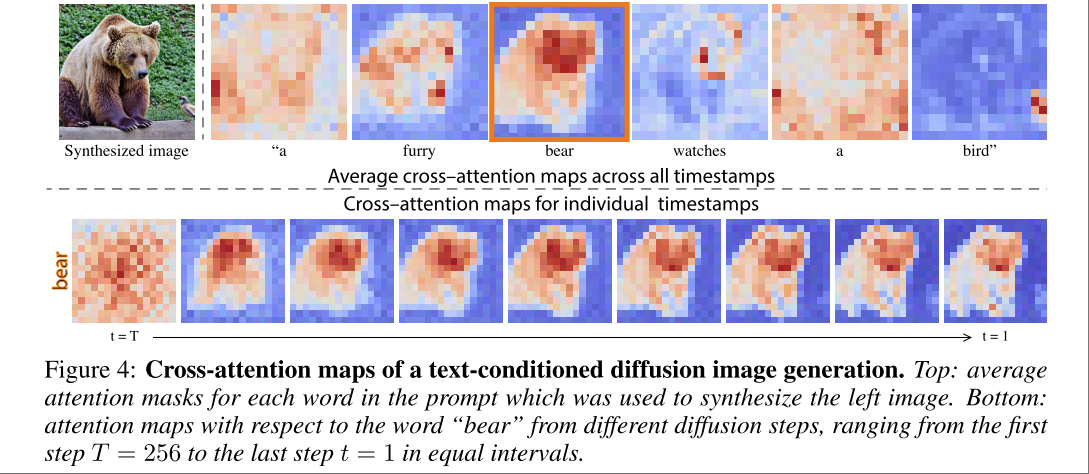 Synthesized image
“a
furry
bear
watches
a
bird”
Average cross–attention maps across all timestamps
Cross–attention maps for individual timestamps
bear
t = T
t = 1
Figure 4: Cross-attention maps of a text-conditioned diffusion image generation. Top: average
attention masks for each word in the prompt which was used to synthesize the left image. Bottom:
attention maps with respect to the word “bear” from different diffusion steps, ranging from the first
step T = 256 to the last step t = 1 in equal intervals.